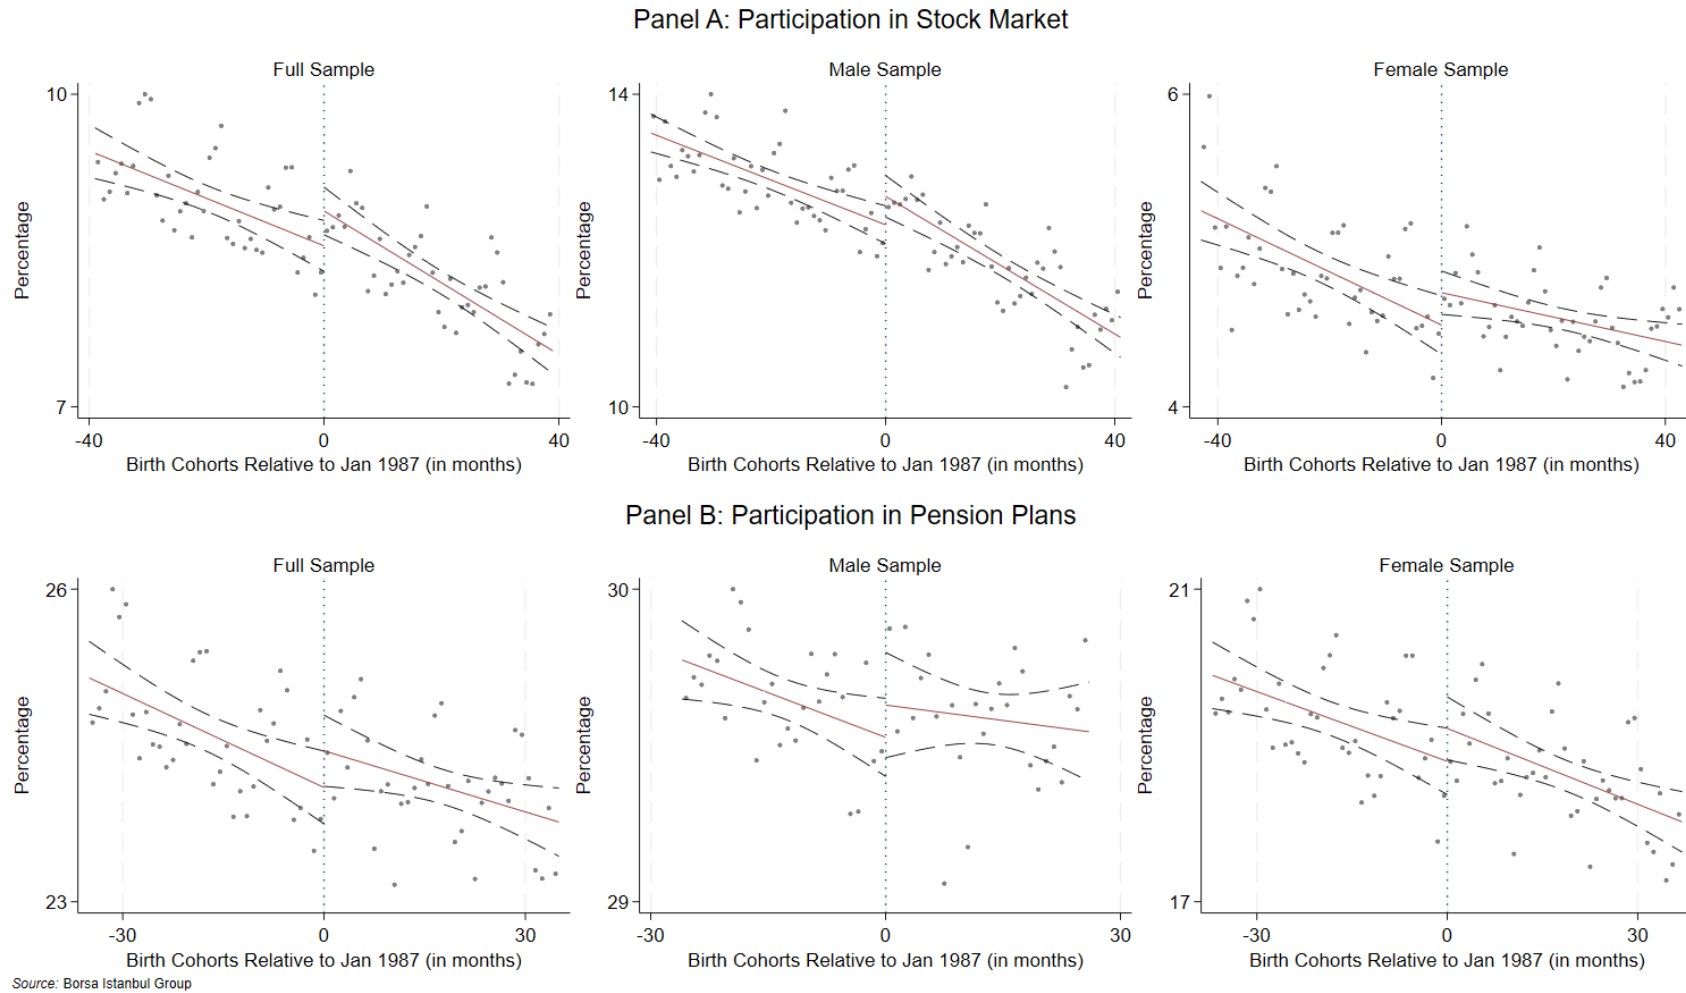 Panel A: Participation in Stock Market
Full Sample
Male Sample
Female Sample
10
7
Percentage
-40
0
40
Birth Cohorts Relative to Jan 1987 (in months)
14
10
Percentage
-40
0
40
Birth Cohorts Relative to Jan 1987 (in months)
6
4
Percentage
-40
0
40
Birth Cohorts Relative to Jan 1987 (in months)
Panel B: Participation in Pension Plans
Full Sample
Male Sample
Female Sample
26
23
Percentage
-30
0
30
Birth Cohorts Relative to Jan 1987 (in months)
30
29
Percentage
-30
0
30
Birth Cohorts Relative to Jan 1987 (in months)
21
17
Percentage
-30
0
30
Birth Cohorts Relative to Jan 1987 (in months)
Source: Borsa Istanbul Group